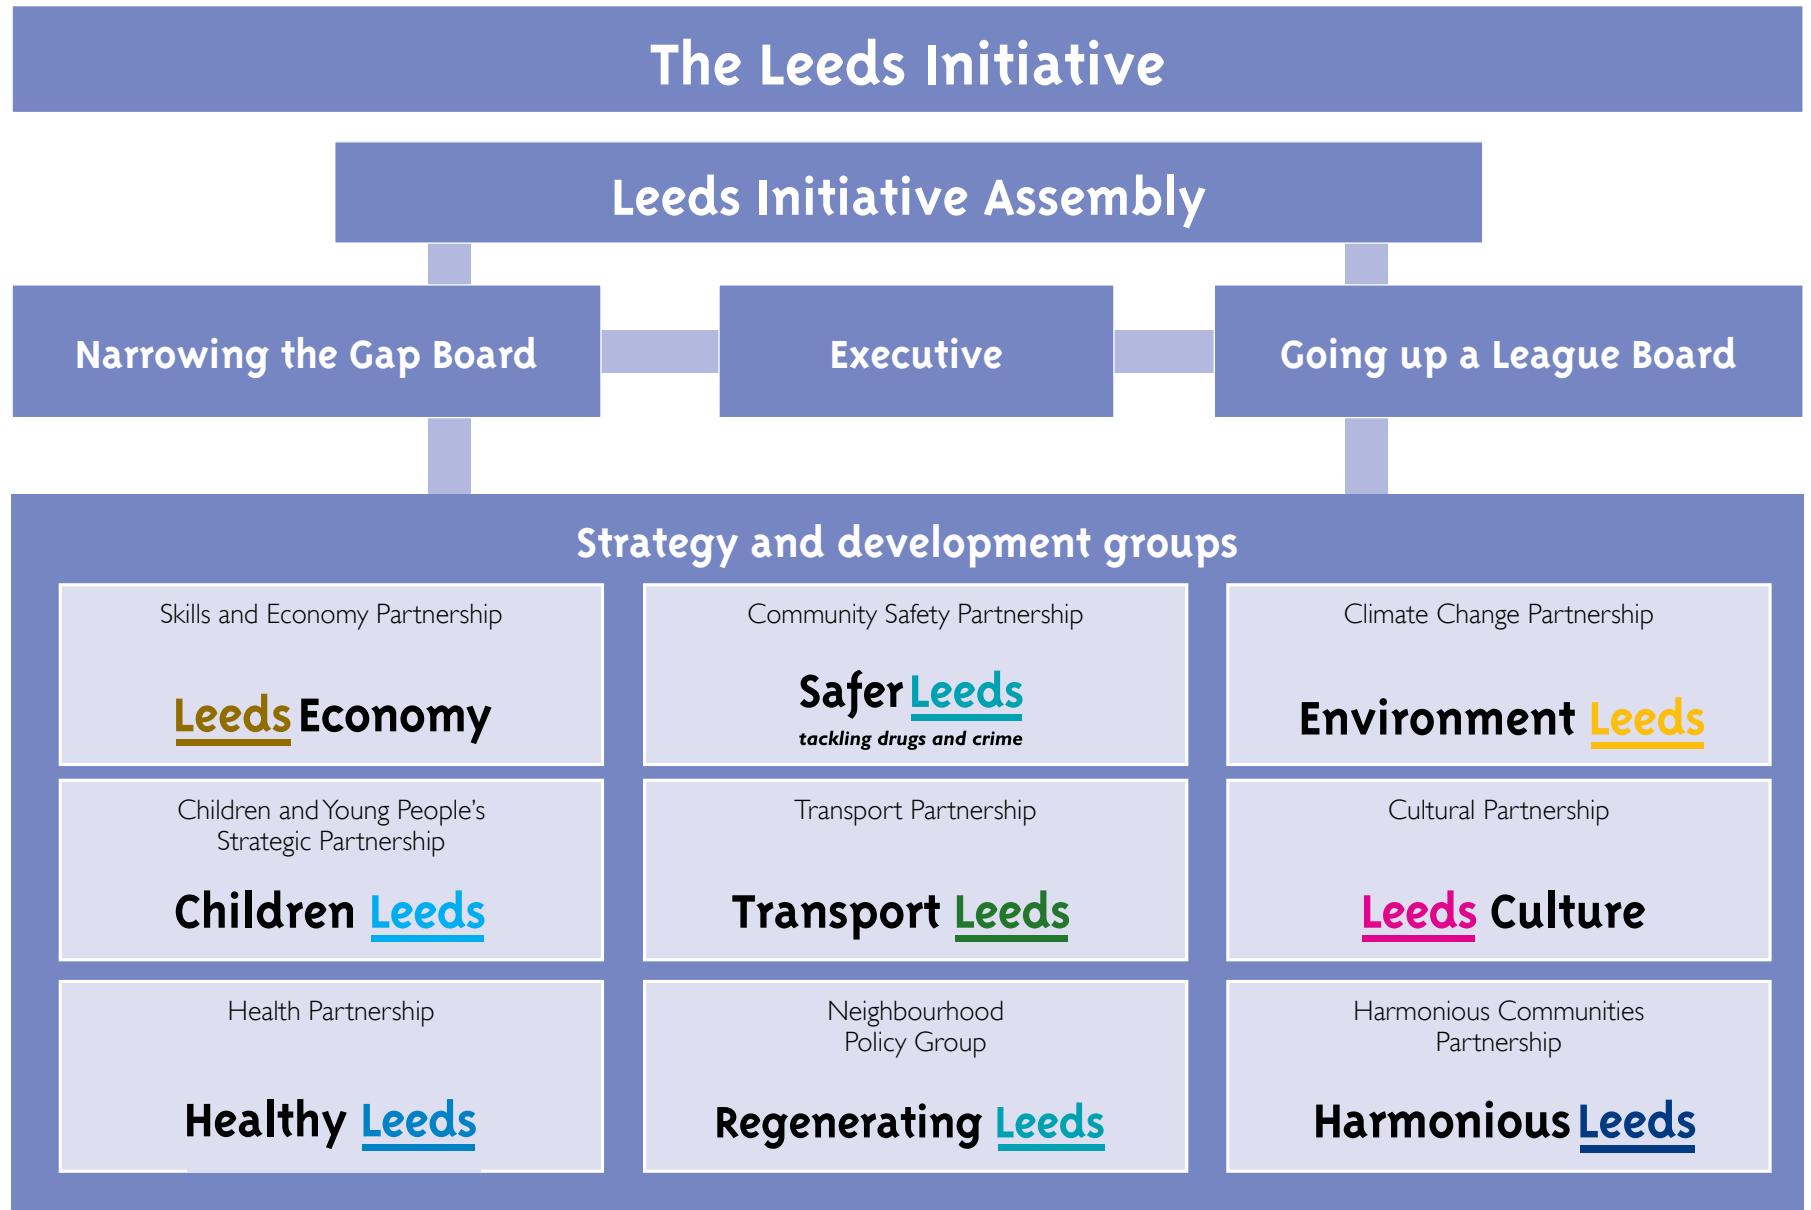 The Leeds Initiative
Leeds Initiative Assembly
Narrowing the Gap Board
Executive
Going up a League Board
Strategy and development groups
Skills and Economy Partnership
Leeds Economy
Community Safety Partnership
Safer Leeds
tackling drugs and crime
Climate Change Partnership
Environment Leeds
Children and Young People's
Strategic Partnership
Children Leeds
Transport Partnership
Transport Leeds
Cultural Partnership
Leeds Culture
Health Partnership
Healthy Leeds
Neighbourhood
Policy Group
Regenerating Leeds
Harmonious Communities
Partnership
Harmonious Leeds